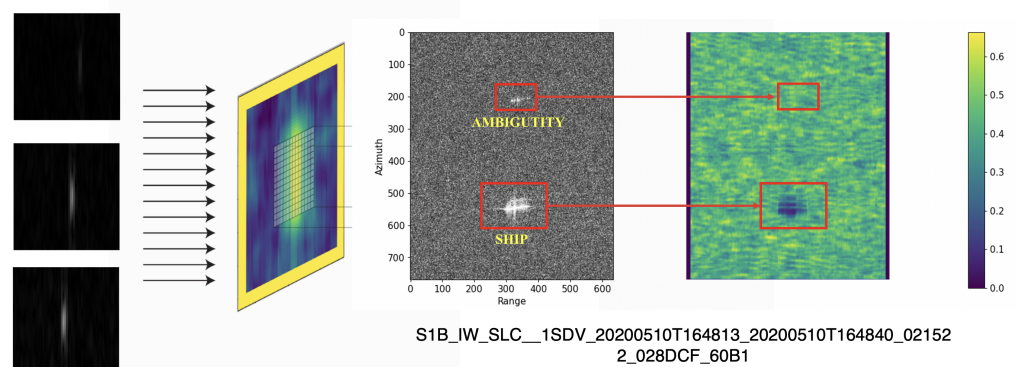 0
100
200
300
400
500
600
700
Azimuth
AMBIGUTITY
SHIP
0 100 200 300 400 500 600
Range
0.6
0.5
0.4
0.3
0.2
0.1
0.0
S1B_IW_SLC__1SDV_20200510T164813_20200510T164840_02152
2_028DCF_60B1